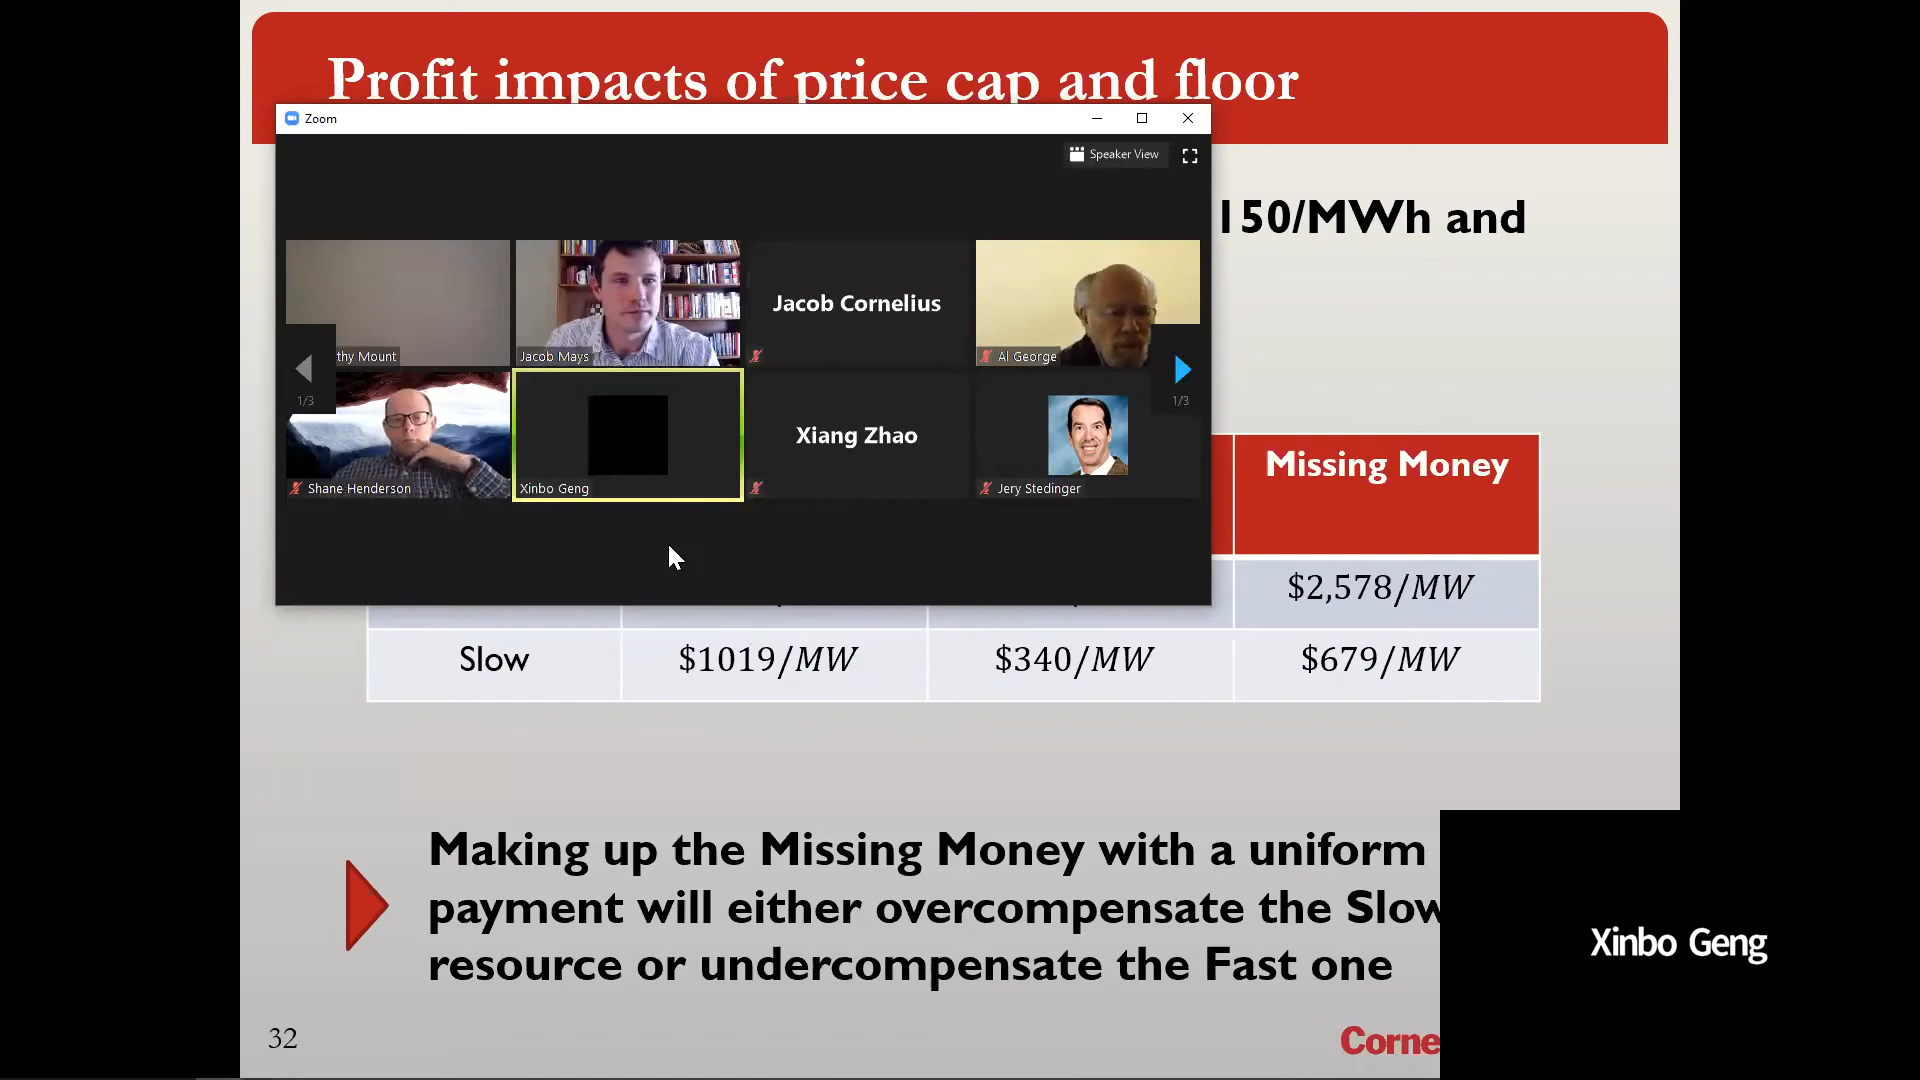 Profit impacts of price cap and floor
Zoom
Speaker View
150/MWh and
Jacob Cornelius
thy Mount
Jacob Mays
Al George
1/3
1/3
Xiang Zhao
Shane Henderson
Xinbo Geng
Jery Stedinger
Missing Money
$2,578/MW
Slow $1019/MW $340/MW $679/MW
Making up the Missing Money with a uniform
payment will either overcompensate the Slow
resource or undercompensate the Fast one
Xinbo Geng
32
Corne